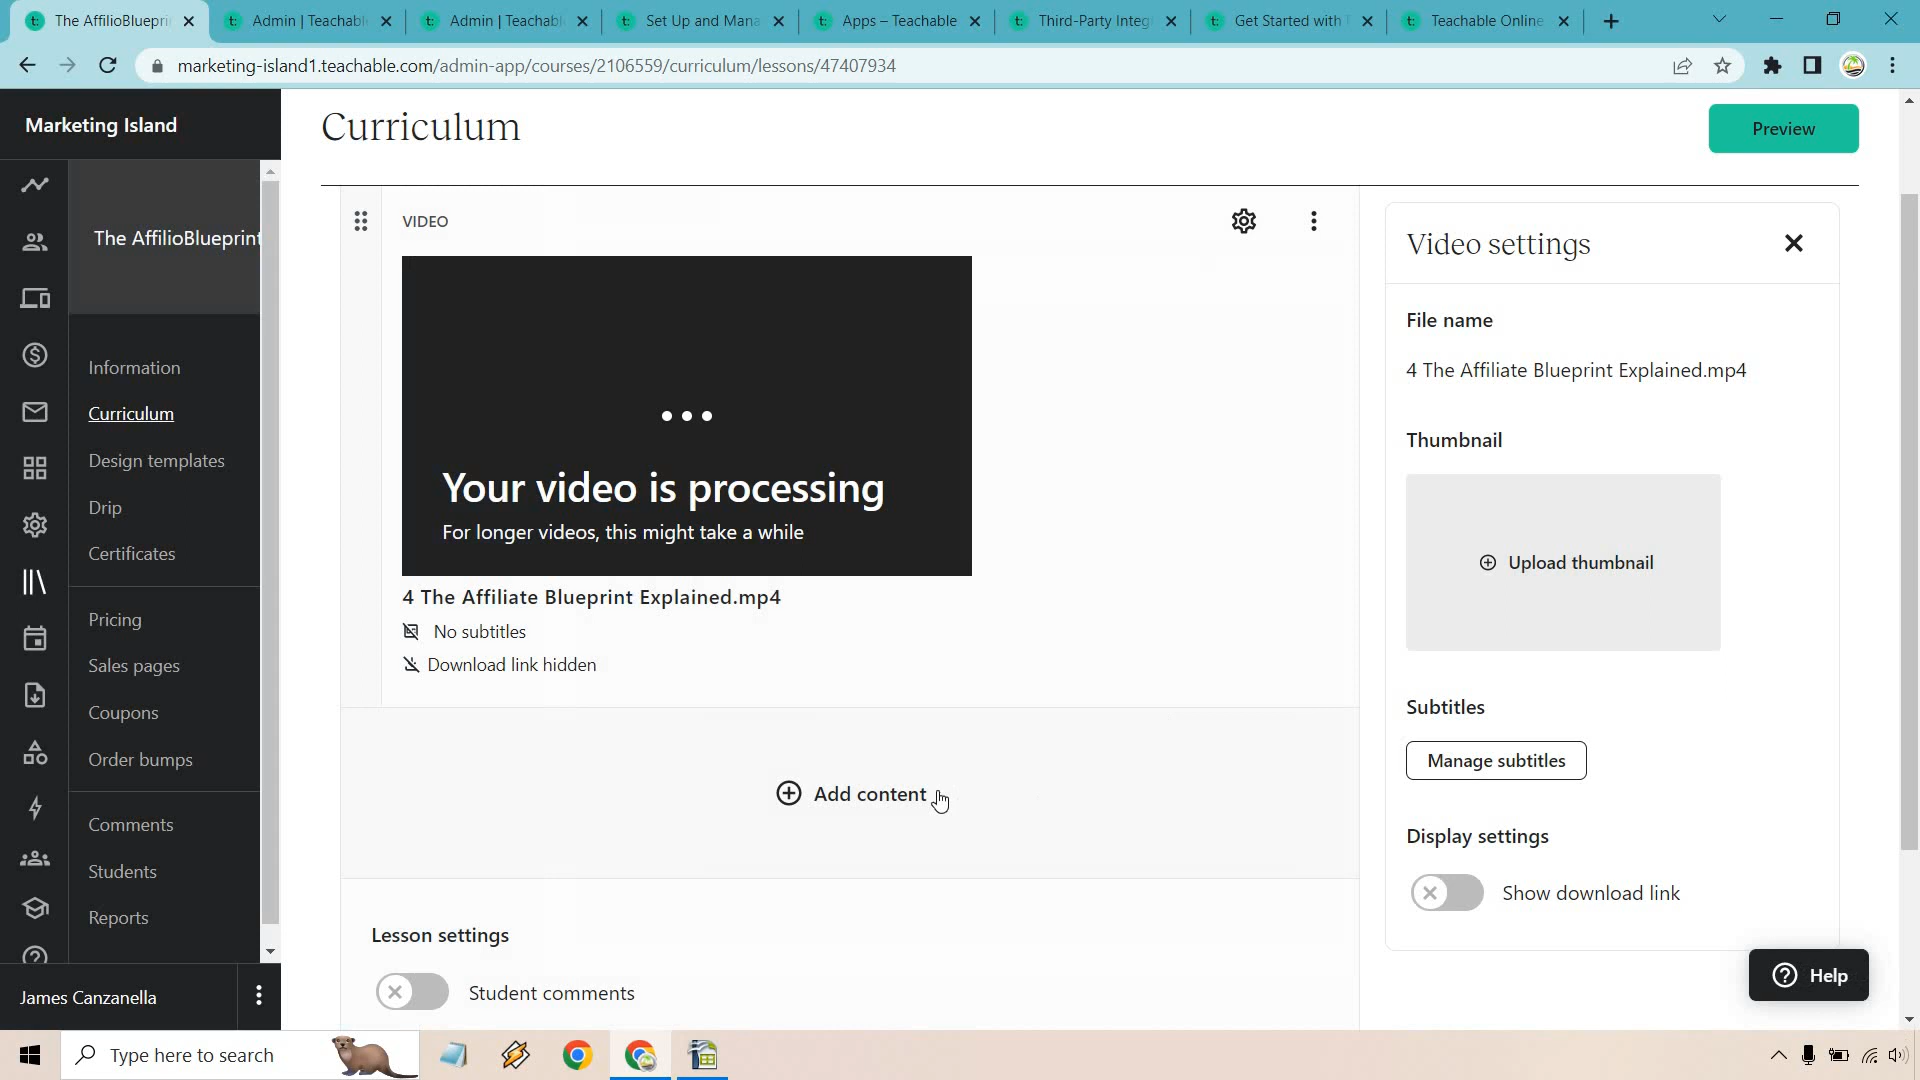 The AffilioBlueprin
Admin | Teachabl
Admin | Teachabl
Set Up and Mana
Apps – Teachable
Third-Party Integ
Get Started with T
Teachable Online
marketing-island1.teachable.com/admin-app/courses/2106559/curriculum/lessons/47407934
Marketing Island
The AffilioBlueprint
Information
Curriculum
Design templates
Drip
Certificates
Pricing
Sales pages
Coupons
Order bumps
Comments
Students
Reports
James Canzanella
Curriculum
Preview
VIDEO
Your video is processing
For longer videos, this might take a while
4 The Affiliate Blueprint Explained.mp4
No subtitles
Download link hidden
Add content
Lesson settings
Student comments
Video settings
File name
4 The Affiliate Blueprint Explained.mp4
Thumbnail
Upload thumbnail
Subtitles
Manage subtitles
Display settings
Show download link
Help
Type here to search